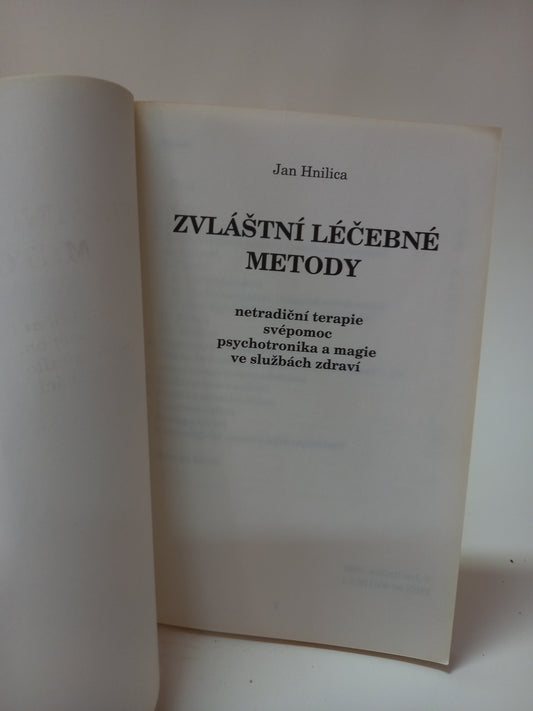 Jan Hnilica
ZVLÁŠTNÍ LÉČEBNÉ
METODY
netradiční terapie
svépomoc
psychotronika a magie
ve službách zdraví